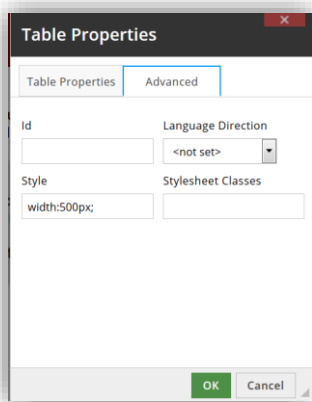 Table Properties
Table Properties Advanced
Id Language Direction
<not set>
Style Stylesheet Classes
width:500px;
OK Cancel